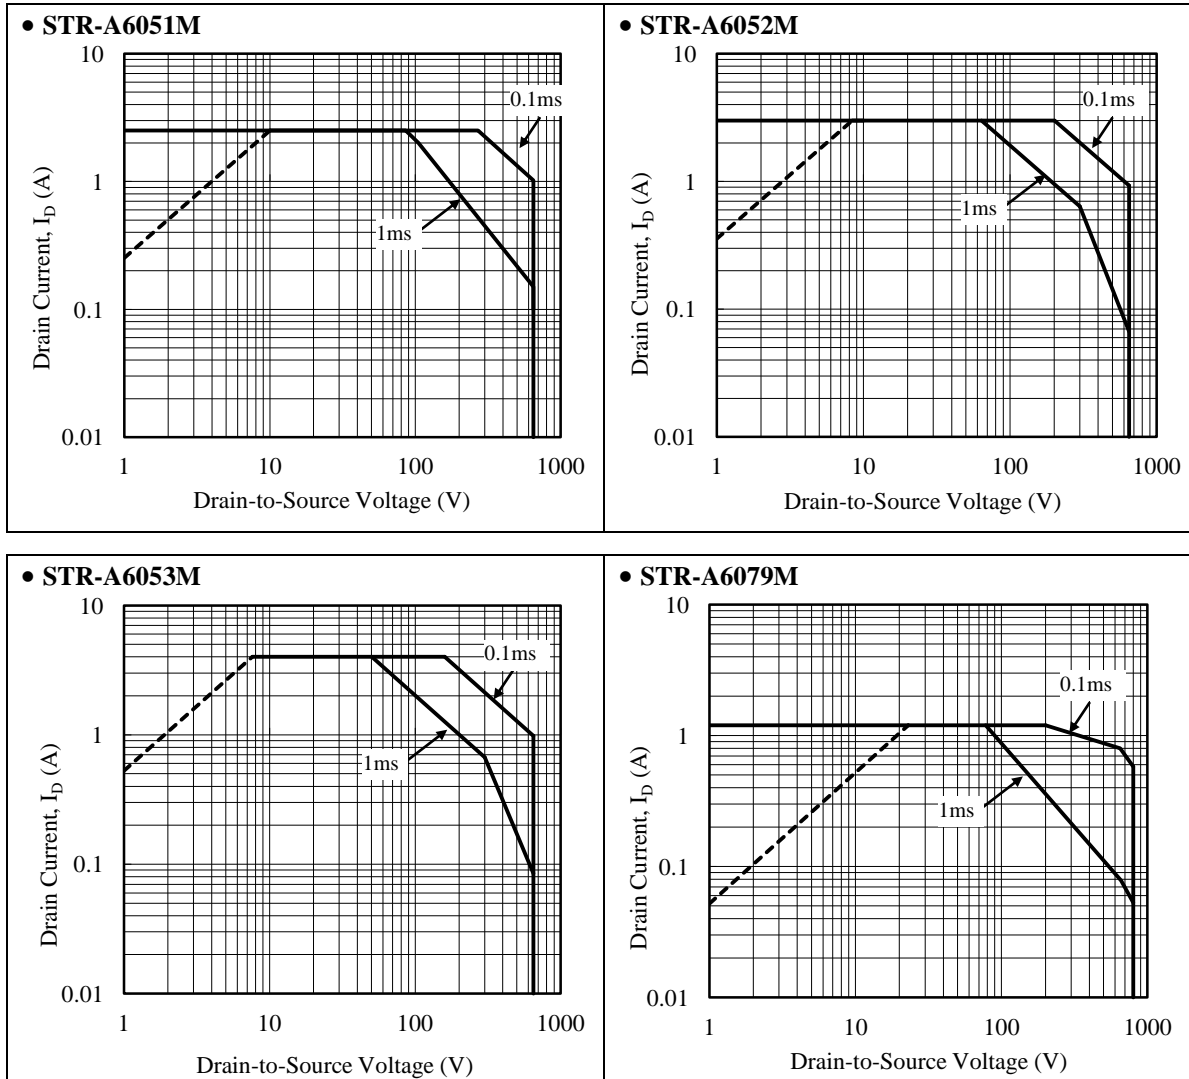 • STR-A6051M
10
1
0.1
0.01
1 10 100 1000
Drain-to-Source Voltage (V)
Drain Current, I_D (A)
0.1ms
1ms
• STR-A6052M
10
1
0.1
0.01
1 10 100 1000
Drain-to-Source Voltage (V)
Drain Current, I_D (A)
0.1ms
1ms
• STR-A6053M
10
1
0.1
0.01
1 10 100 1000
Drain-to-Source Voltage (V)
Drain Current, I_D (A)
0.1ms
1ms
• STR-A6079M
10
1
0.1
0.01
1 10 100 1000
Drain-to-Source Voltage (V)
Drain Current, I_D (A)
0.1ms
1ms